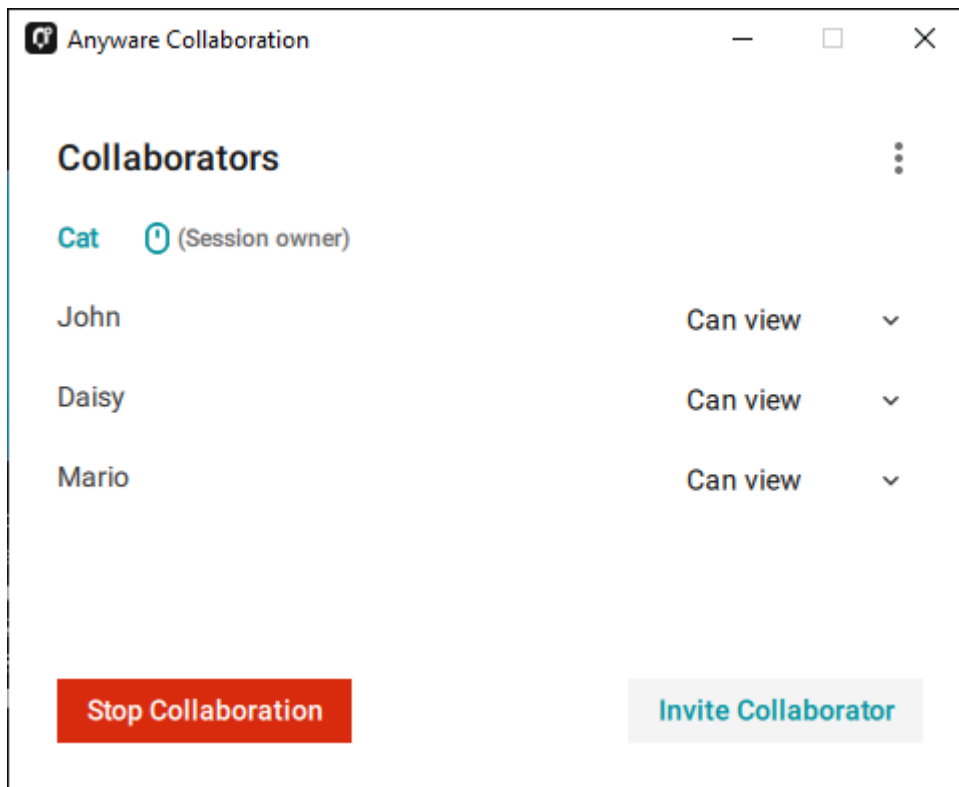 Anyware Collaboration
Collaborators
Cat (Session owner)
John Can view
Daisy Can view
Mario Can view
Stop Collaboration Invite Collaborator